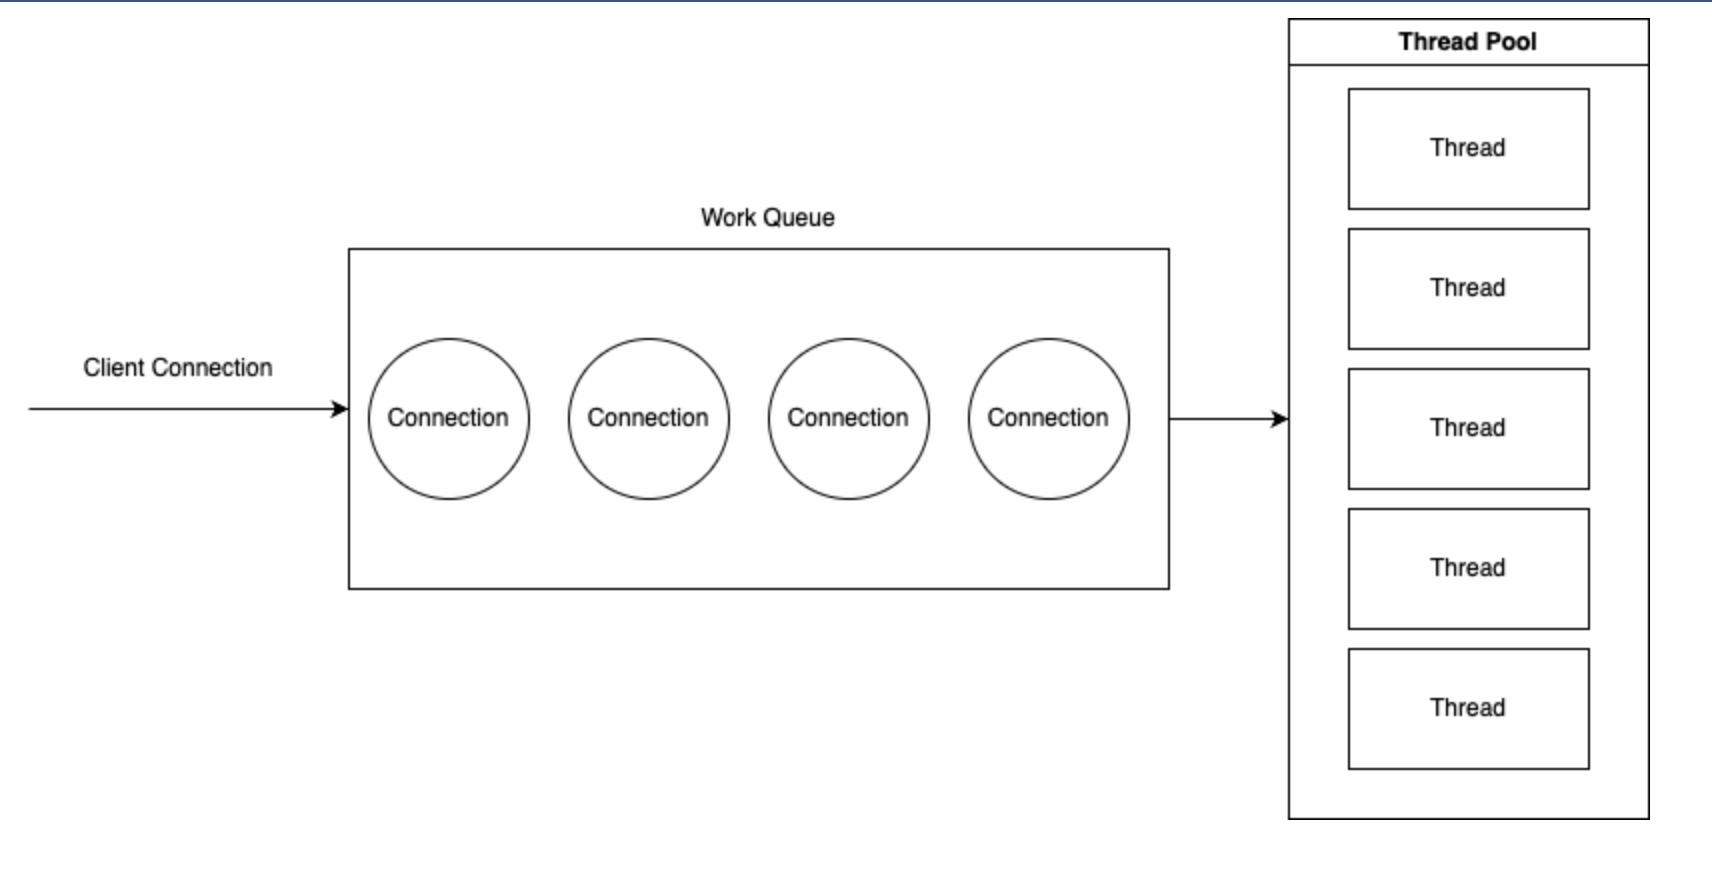 Thread Pool
Thread
Thread
Work Queue
Client Connection
Connection
Connection
Connection
Connection
Thread
Thread
Thread